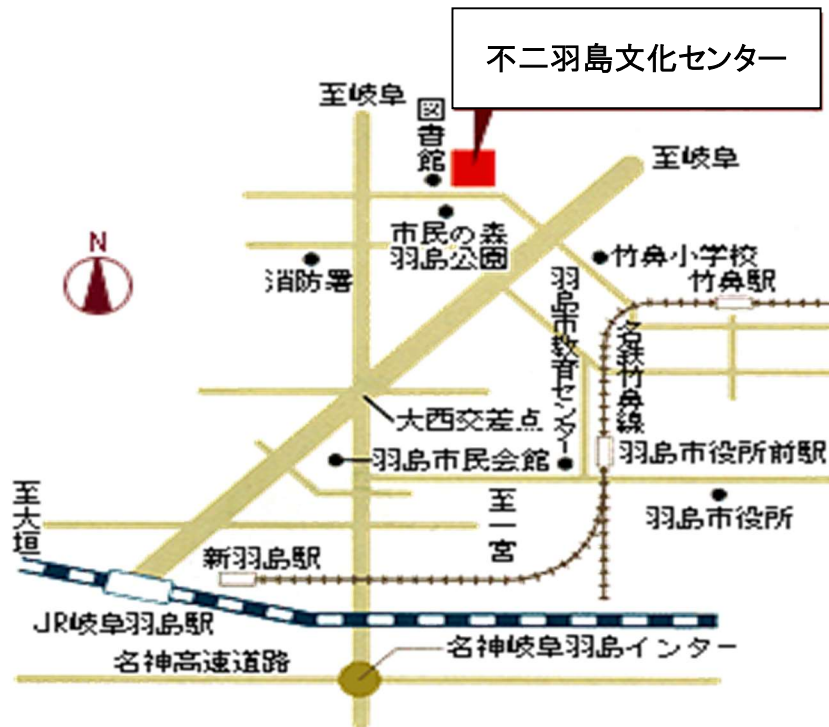 不二羽島文化センター
至岐阜
図書館
至岐阜
市民の森
羽島公園
竹鼻小学校
N
消防署
竹鼻駅
羽島市教育センター
名鉄竹鼻線
大西交差点
羽島市民会館
羽島市役所前駅
至大垣
至一宮
羽島市役所
新羽島駅
JR岐阜羽島駅
名神岐阜羽島インター
名神高速道路